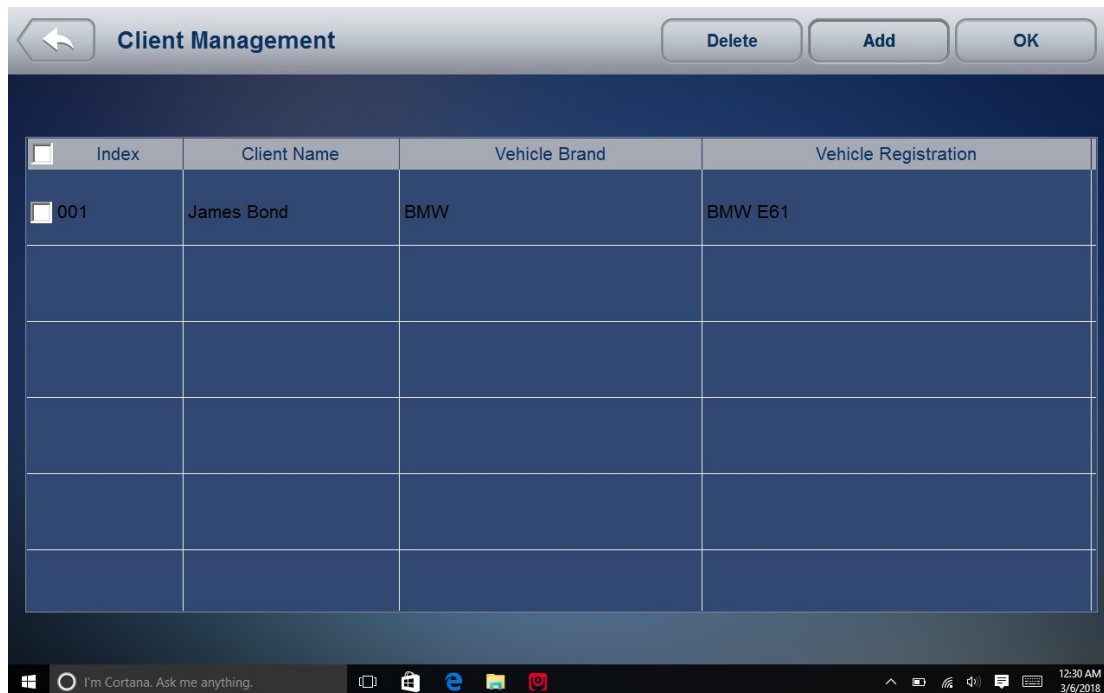 Client Management
Delete
Add
OK
Index
Client Name
Vehicle Brand
Vehicle Registration
001
James Bond
BMW
BMW E61
I'm Cortana. Ask me anything.
12:30 AM
3/6/2018